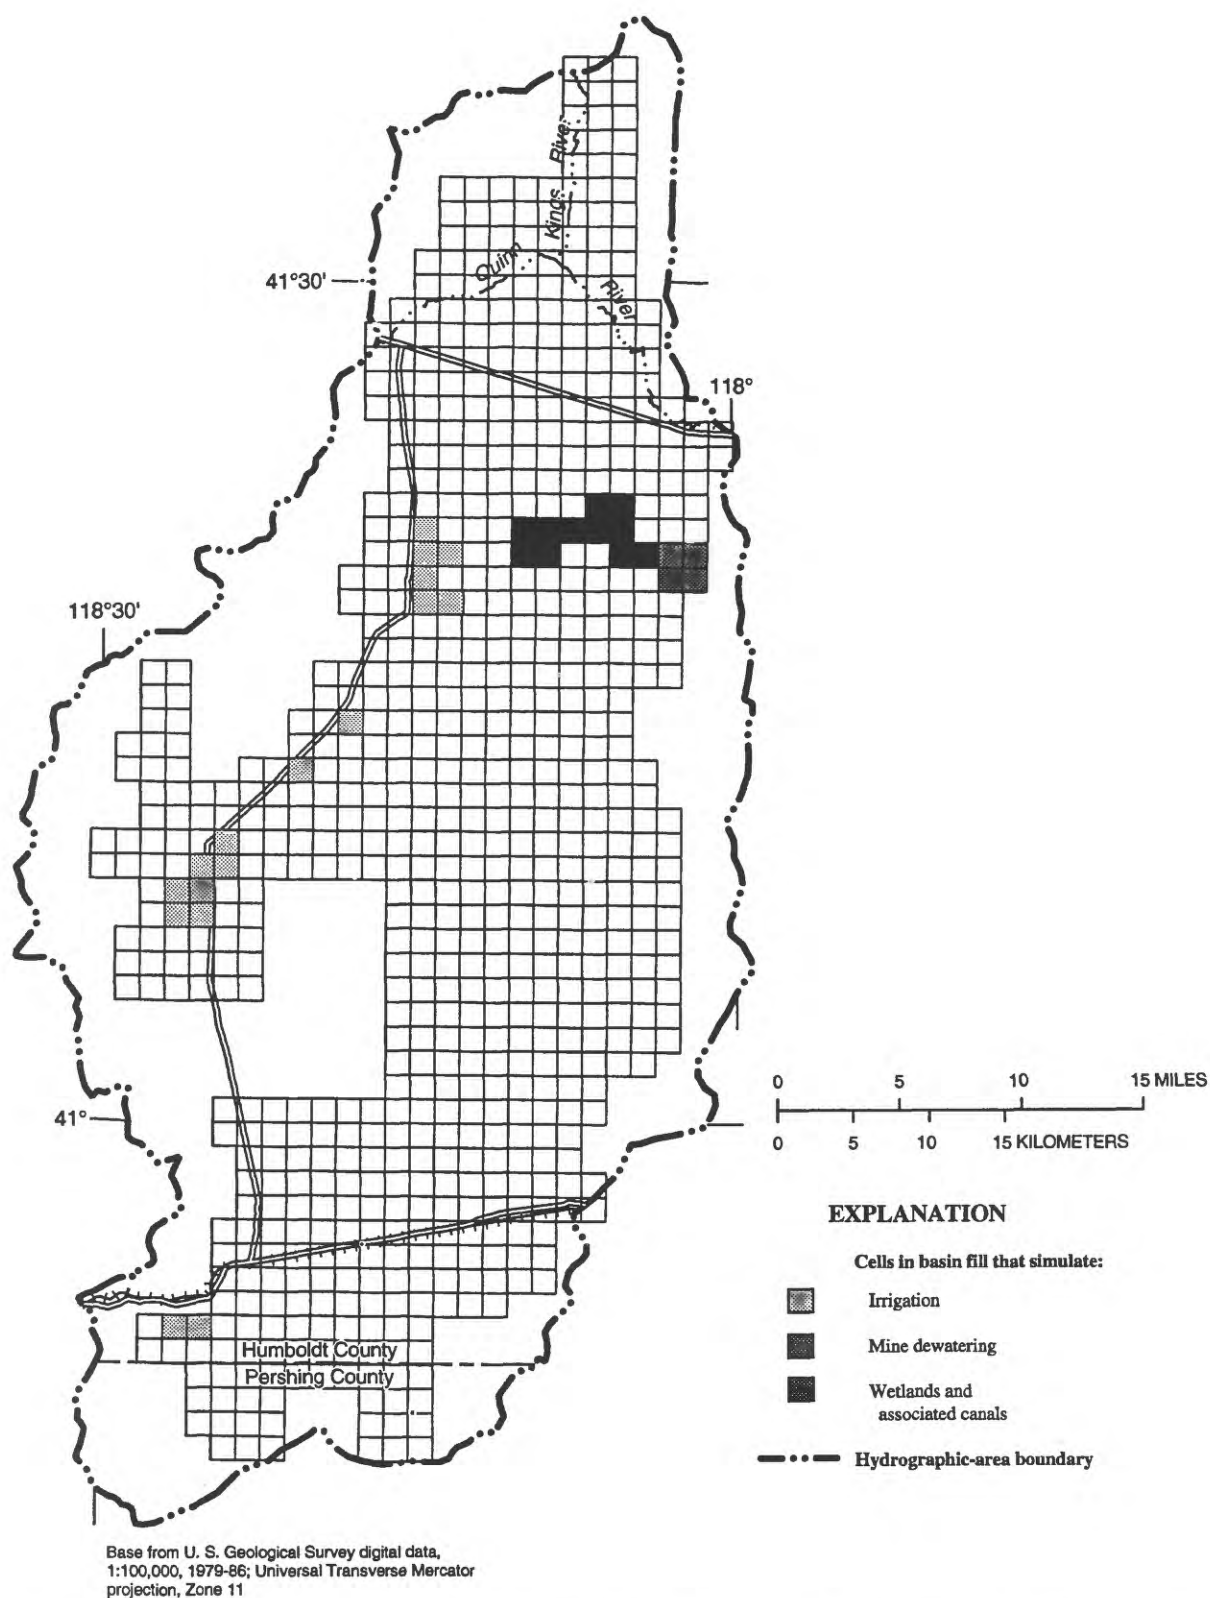 Kings River
Quinn River
41°30'
118°
118°30'
0 5 10 15 MILES
41°
0 5 10 15 KILOMETERS
EXPLANATION
Cells in basin fill that simulate:
Irrigation
Humboldt County
Mine dewatering
Pershing County
Wetlands and
associated canals
Hydrographic-area boundary
Base from U. S. Geological Survey digital data,
1:100,000, 1979-86; Universal Transverse Mercator
projection, Zone 11